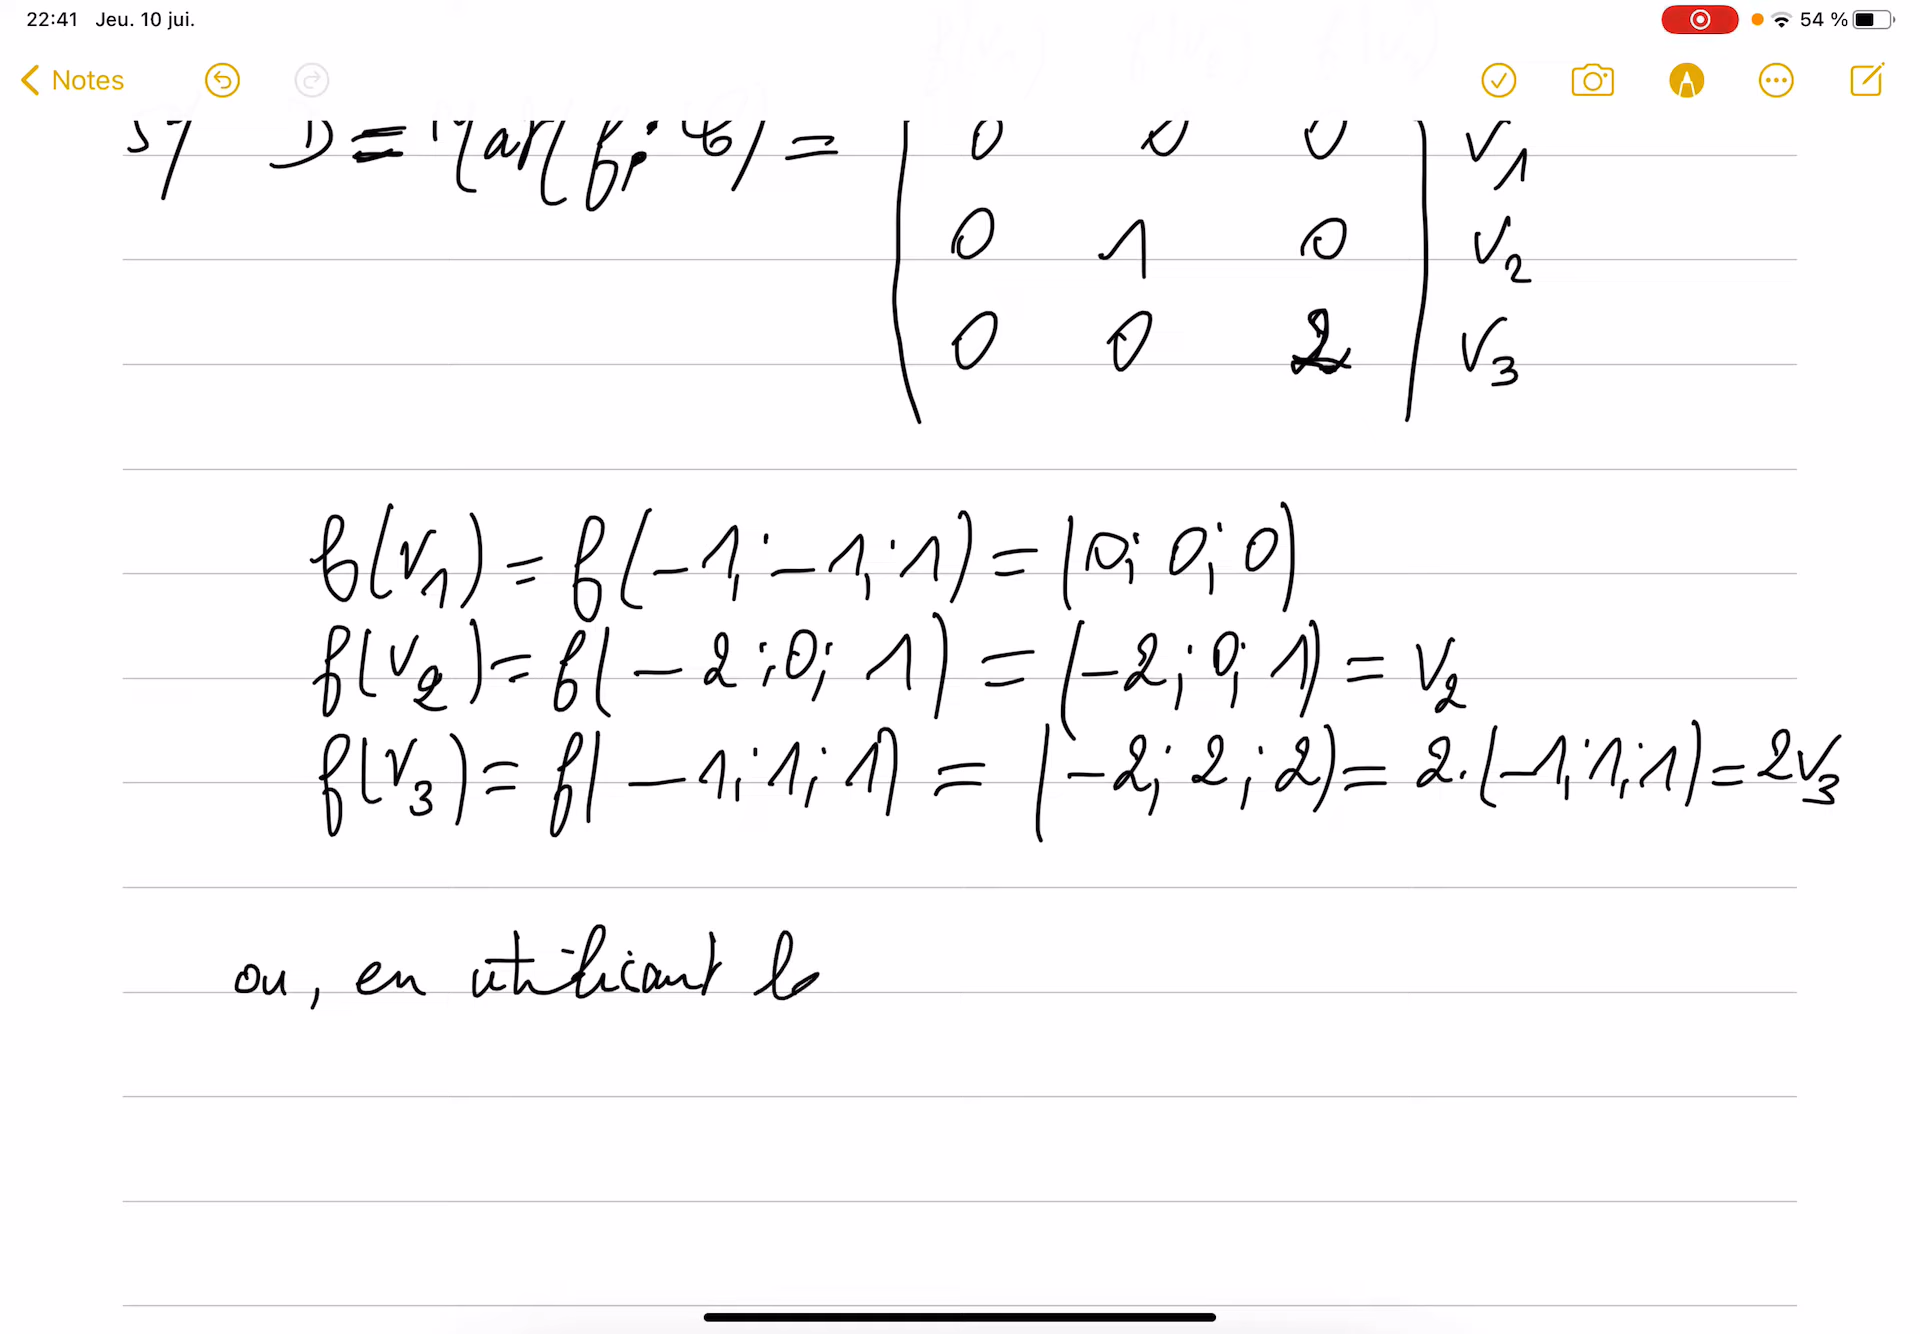 22:41 Jeu. 10 jui. 54 %
Notes
5/ D = Mat(f; B) = | 0 0 0 | v1
0 1 0 | v2
0 0 2 | v3
f(v1) = f(-1; -1; 1) = (0; 0; 0)
f(v2) = f(-2; 0; 1) = (-2; 0; 1) = v2
f(v3) = f(-1; 1; 1) = (-2; 2; 2) = 2.(-1; 1; 1) = 2v3
ou, en utilisant l